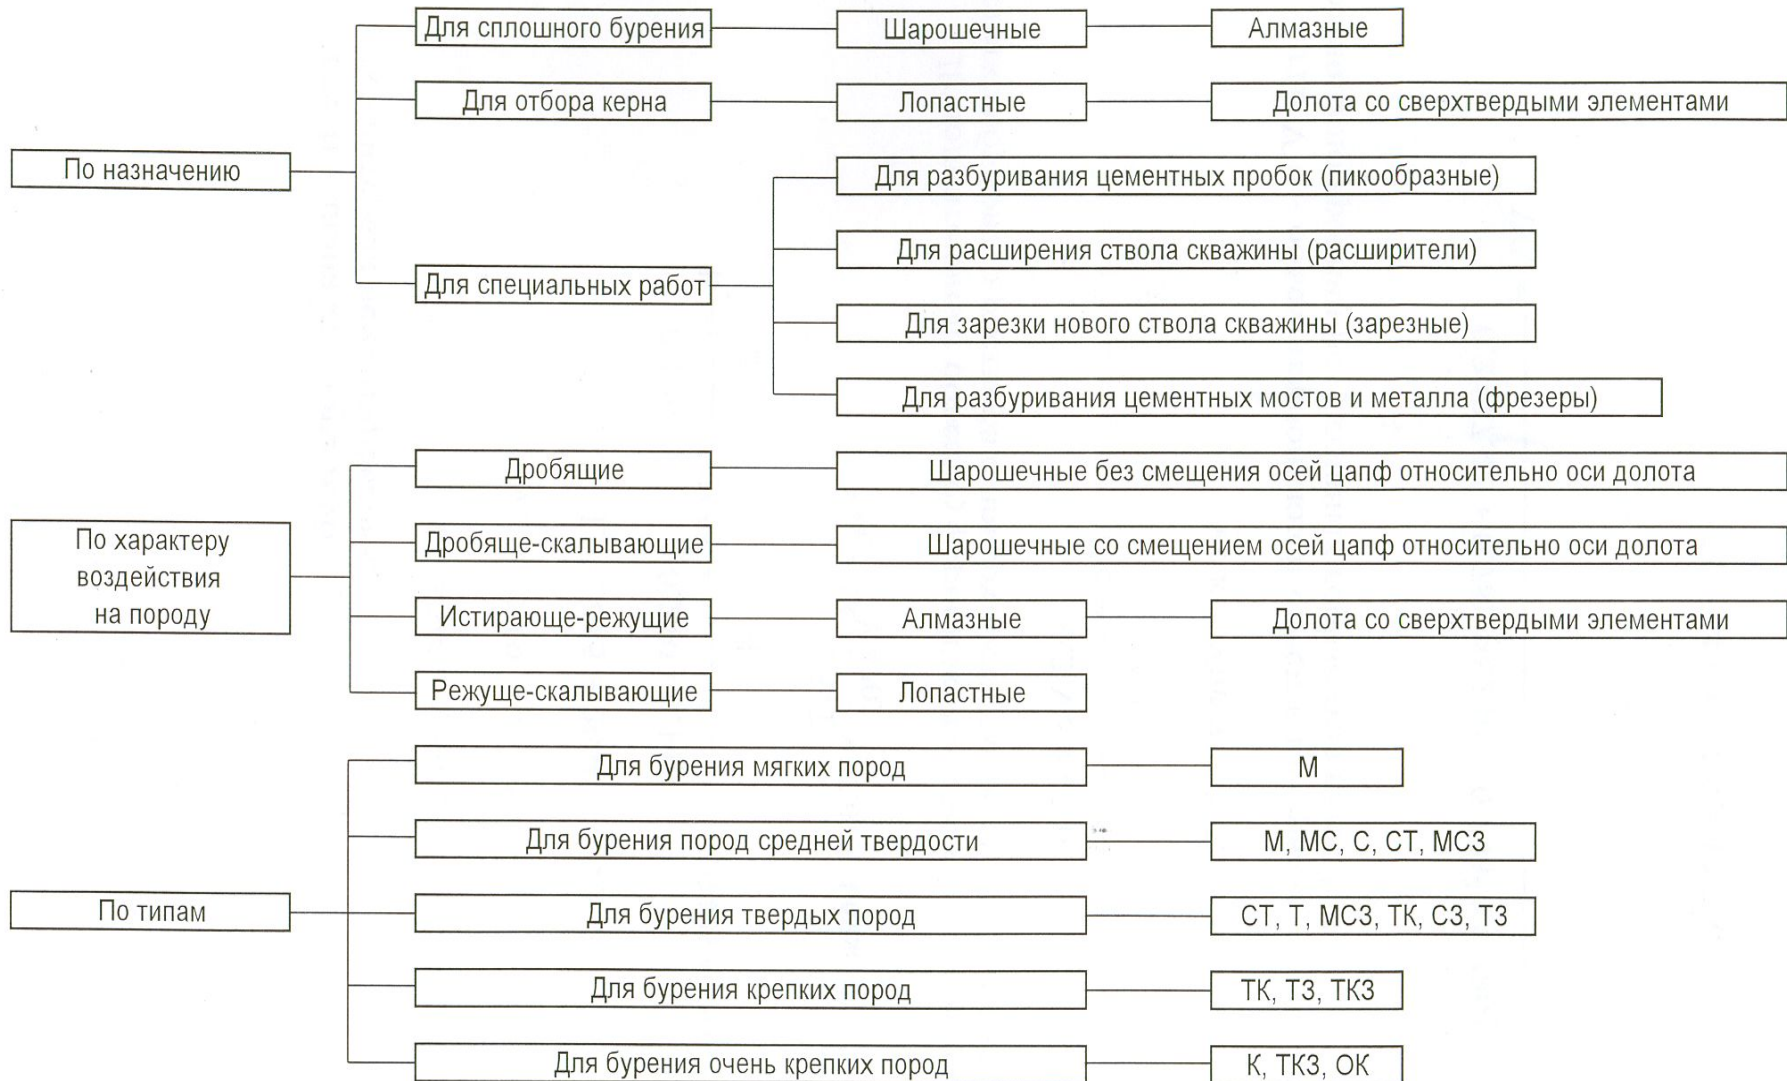 Для сплошного бурения
Шарошечные
Алмазные
Для отбора керна
Лопастные
Долота со сверхтвердыми элементами
По назначению
Для разбуривания цементных пробок (пикообразные)
Для расширения ствола скважины (расширители)
Для специальных работ
Для зарезки нового ствола скважины (зарезные)
Для разбуривания цементных мостов и металла (фрезеры)
Дробящие
Шарошечные без смещения осей цапф относительно оси долота
По характеру
воздействия
на породу
Дробяще-скалывающие
Шарошечные со смещением осей цапф относительно оси долота
Истирающе-режущие
Алмазные
Долота со сверхтвердыми элементами
Режуще-скалывающие
Лопастные
Для бурения мягких пород
М
Для бурения пород средней твердости
М, МС, С, СТ, МСЗ
По типам
Для бурения твердых пород
СТ, Т, МСЗ, ТК, СЗ, ТЗ
Для бурения крепких пород
ТК, ТЗ, ТКЗ
Для бурения очень крепких пород
К, ТКЗ, ОК